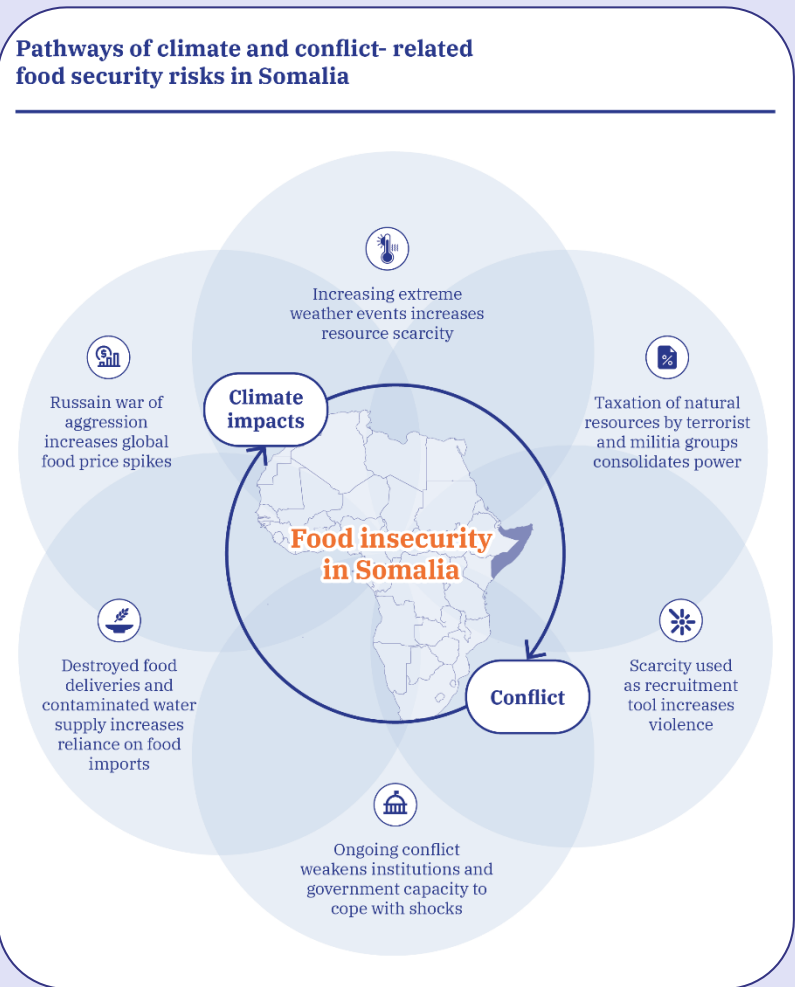 Pathways of climate and conflict- related
food security risks in Somalia
Increasing extreme
weather events increases
resource scarcity
Russain war of
aggression
increases global
food price spikes
Climate
impacts
Taxation of natural
resources by terrorist
and militia groups
consolidates power
Food insecurity
in Somalia
Destroyed food
deliveries and
contaminated water
supply increases
reliance on food
imports
Conflict
Scarcity used
as recruitment
tool increases
violence
Ongoing conflict
weakens institutions and
government capacity to
cope with shocks